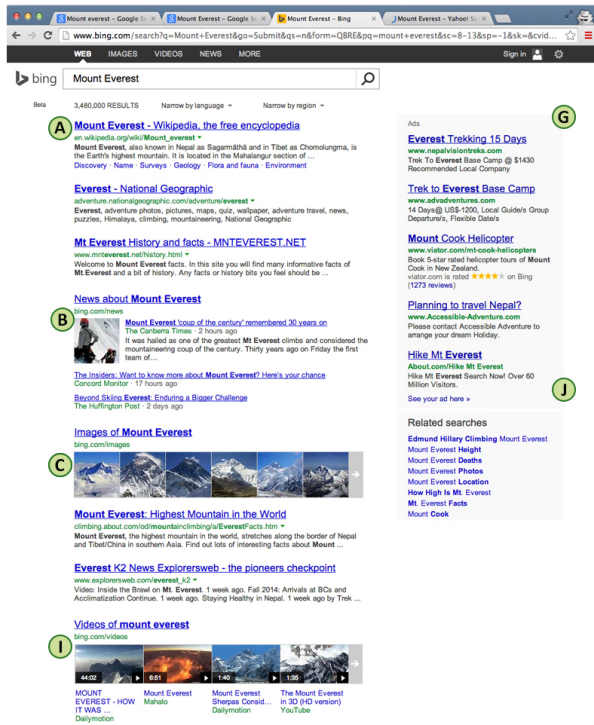 Mount everest - Google Se
Mount Everest - Google Se
Mount Everest - Bing
Mount Everest - Yahoo! Se
www.bing.com/search?q=Mount+Everest&go=Submit&qs=n&form=QBRE&pq=mount+everest&sc=8-13&sp=-1&sk=&cvid...
WEB IMAGES VIDEOS NEWS MORE Sign in
bing Mount Everest
Beta 3,480,000 RESULTS Narrow by language Narrow by region
A
Mount Everest - Wikipedia, the free encyclopedia
en.wikipedia.org/wiki/Mount_everest
Mount Everest, also known in Nepal as Sagarmāthā and in Tibet as Chomolungma, is
the Earth's highest mountain. It is located in the Mahalangur section of ...
Discovery · Name · Surveys · Geology · Flora and fauna · Environment
Everest - National Geographic
adventure.nationalgeographic.com/adventure/everest
Everest, adventure photos, pictures, maps, quiz, wallpaper, adventure travel, news,
puzzles, Himalaya, climbing, mountaineering, National Geographic
Mt Everest History and facts - MNTEVEREST.NET
www.mnteverest.net/history.html
Welcome to Mount Everest facts. In this site you will find many informative facts of
Mt Everest and a bit of history. Any facts or history bits you feel should be ...
News about Mount Everest
bing.com/news
B
Mount Everest 'coup of the century' remembered 30 years on
The Canberra Times · 2 hours ago
It was hailed as one of the greatest Mt Everest climbs and considered the
mountaineering coup of the century. Thirty years ago on Friday the first
team of...
The Insiders: Want to know more about Mount Everest? Here's your chance
Concord Monitor · 17 hours ago
Beyond Skiing Everest: Enduring a Bigger Challenge
The Huffington Post · 2 days ago
Images of Mount Everest
bing.com/images
C
Mount Everest: Highest Mountain in the World
climbing.about.com/od/mountainclimbing/a/EverestFacts.htm
Mount Everest, the highest mountain in the world, stretches along the border of Nepal
and Tibet/China in southern Asia. Find out lots of interesting facts about Mount ...
Everest K2 News Explorersweb - the pioneers checkpoint
www.explorersweb.com/everest_k2
Video: Inside the Brawl on Mt. Everest. 1 week ago. Fall 2014: Arrivals at BCs and
Acclimatization Continue. 1 week ago. Staying Healthy in Nepal. 1 week ago by Trek ...
Videos of mount everest
bing.com/videos
I
44:02 6:51 1:40 1:35
MOUNT
EVEREST - HOW
IT WAS ...
Dailymotion
Mount Everest
Mahalo
Mount Everest
Sherpas Consid...
Dailymotion
The Mount Everest
in 3D (HD version)
YouTube
G
Ads
Everest Trekking 15 Days
www.nepalvisiontreks.com
Trek To Everest Base Camp @ $1430
Recommended Local Company
Trek to Everest Base Camp
www.advadventures.com
14 Days@ US$-1200, Local Guide/s Group
Departur/s, Flexible Date/s
Mount Cook Helicopter
www.viator.com/mt-cook-helicopters
Book 5-star rated helicopter tours of Mount
Cook in New Zealand.
viator.com is rated ★★★★★ on Bing
(1273 reviews)
Planning to travel Nepal?
www.Accessible-Adventure.com
Please contact Accessible Adventure to
arrange your dream Holiday.
Hike Mt Everest
About.com/Hike Mt Everest
Hike Mt Everest Search Now! Over 60
Million Visitors.
See your ad here »
J
Related searches
Edmund Hillary Climbing Mount Everest
Mount Everest Height
Mount Everest Deaths
Mount Everest Photos
Mount Everest Location
How High Is Mt. Everest
Mt. Everest Facts
Mount Cook